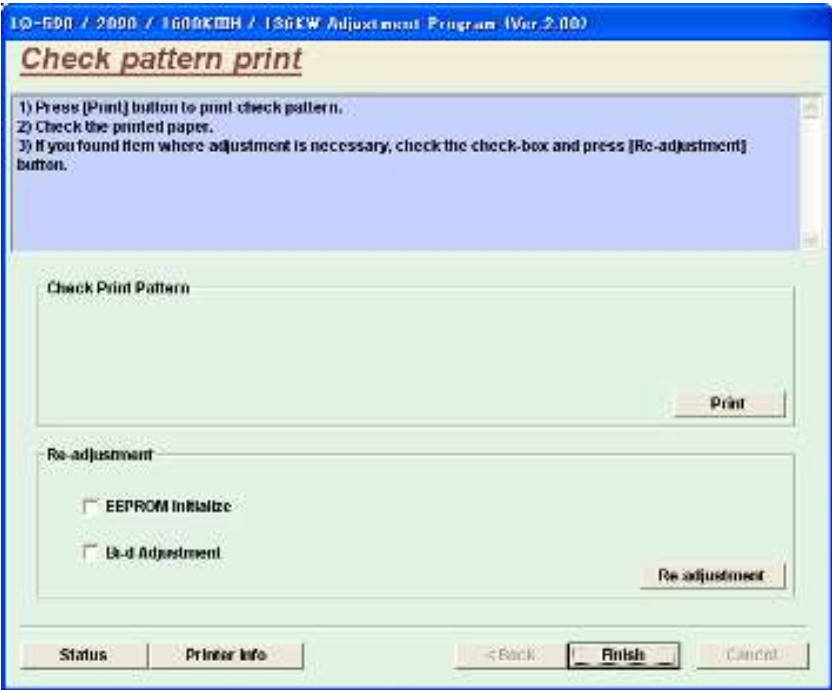 LQ-590 / 2090 / 1600KⅢH / 136KW Adjustment Program (Ver.2.00)
Check pattern print
1) Press [Print] button to print check pattern.
2) Check the printed paper.
3) If you found item where adjustment is necessary, check the check-box and press [Re-adjustment]
button.
Check Print Pattern
Print
Re-adjustment
EEPROM Initialize
Bi-d Adjustment
Re-adjustment
Status
Printer Info
< Back
Finish
Cancel